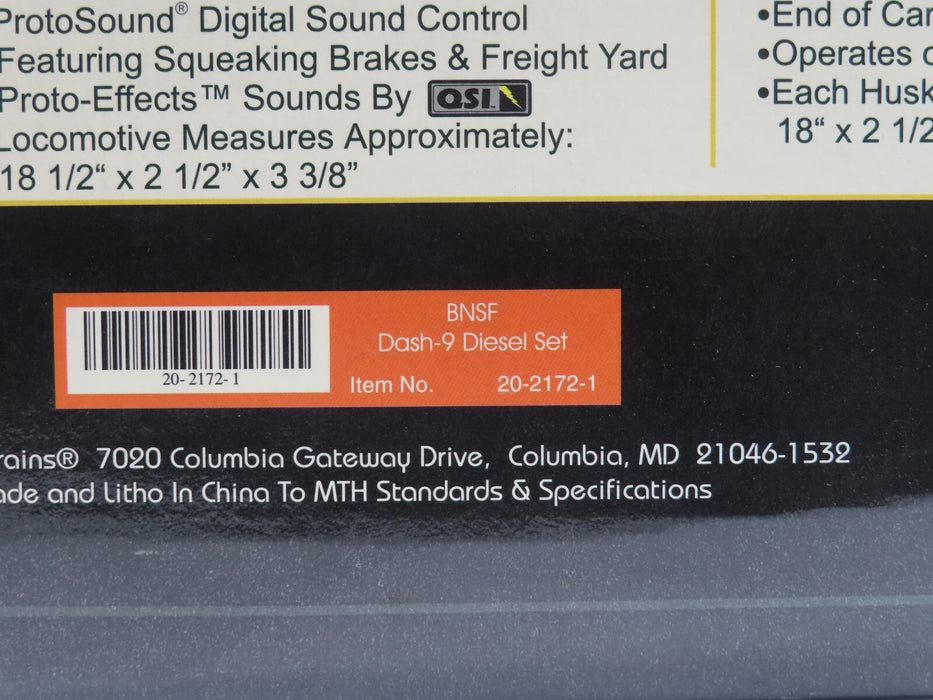 ProtoSound® Digital Sound Control
Featuring Squeaking Brakes & Freight Yard
Proto-Effects™ Sounds By QSI
Locomotive Measures Approximately:
18 1/2“ x 2 1/2” x 3 3/8”
•End of Car
•Operates
•Each Husk
18“ x 2 1/2
20-2172-1
BNSF
Dash-9 Diesel Set
Item No. 20-2172-1
rains® 7020 Columbia Gateway Drive, Columbia, MD 21046-1532
ade and Litho In China To MTH Standards & Specifications